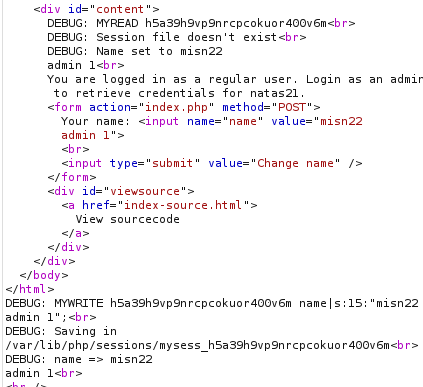 <div id="content">
DEBUG: MYREAD h5a39h9vp9nrcpcokuor400v6m<br>
DEBUG: Session file doesn't exist<br>
DEBUG: Name set to misn22
admin 1<br>
You are logged in as a regular user. Login as an admin
to retrieve credentials for natas21.
<form action="index.php" method="POST">
Your name: <input name="name" value="misn22
admin 1">
<br>
<input type="submit" value="Change name" />
</form>
<div id="viewsource">
<a href="index-source.html">
View sourcecode
</a>
</div>
</div>
</body>
</html>
DEBUG: MYWRITE h5a39h9vp9nrcpcokuor400v6m name|s:15:"misn22
admin 1";<br>
DEBUG: Saving in
/var/lib/php/sessions/mysess_h5a39h9vp9nrcpcokuor400v6m<br>
DEBUG: name => misn22
admin 1<br>
<br />